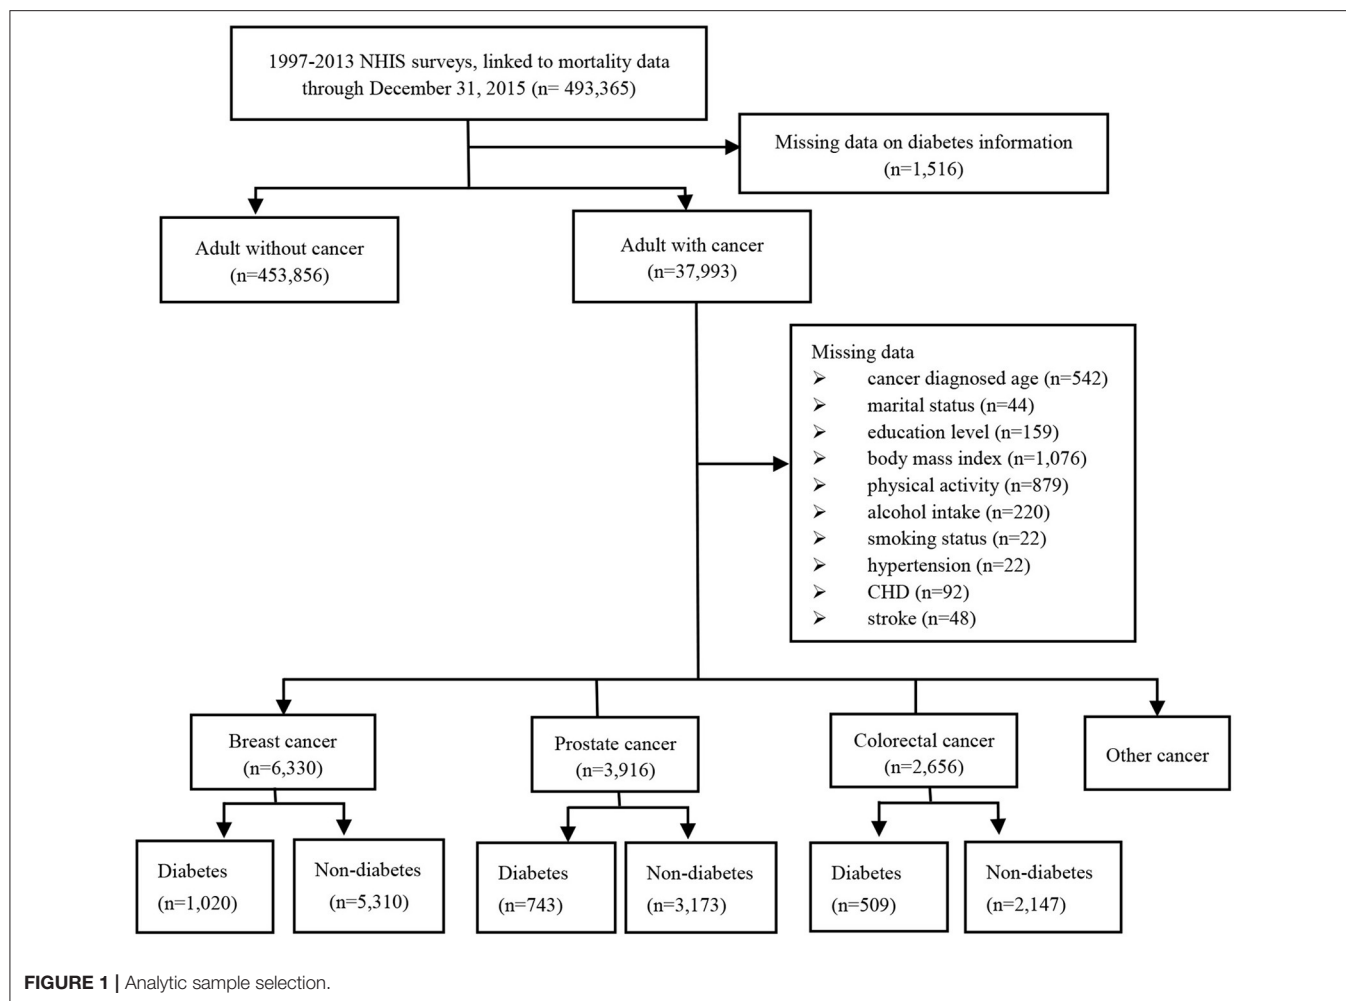 1997-2013 NHIS surveys, linked to mortality data
through December 31, 2015 (n= 493,365)
Missing data on diabetes information
(n=1,516)
Adult without cancer
(n=453,856)
Adult with cancer
(n=37,993)
Missing data
➢ cancer diagnosed age (n=542)
➢ marital status (n=44)
➢ education level (n=159)
➢ body mass index (n=1,076)
➢ physical activity (n=879)
➢ alcohol intake (n=220)
➢ smoking status (n=22)
➢ hypertension (n=22)
➢ CHD (n=92)
➢ stroke (n=48)
Breast cancer
(n=6,330)
Prostate cancer
(n=3,916)
Colorectal cancer
(n=2,656)
Other cancer
Diabetes
(n=1,020)
Non-diabetes
(n=5,310)
Diabetes
(n=743)
Non-diabetes
(n=3,173)
Diabetes
(n=509)
Non-diabetes
(n=2,147)
FIGURE 1 | Analytic sample selection.